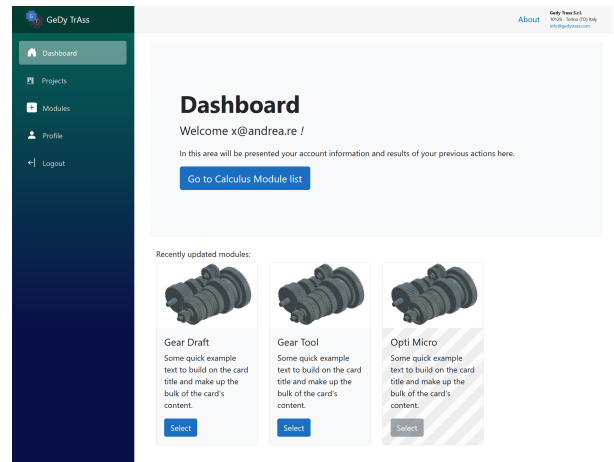 GeDy TrAss
About
Gedy Trass S.r.l.
10126 - Torino (TO) Italy
info@gedytrass.com
Dashboard
Projects
Modules
Profile
Logout
Dashboard
Welcome x@andrea.re !
In this area will be presented your account information and results of your previous actions here.
Go to Calculus Module list
Recently updated modules:
Gear Draft
Some quick example
text to build on the card
title and make up the
bulk of the card's
content.
Select
Gear Tool
Some quick example
text to build on the card
title and make up the
bulk of the card's
content.
Select
Opti Micro
Some quick example
text to build on the card
title and make up the
bulk of the card's
content.
Select